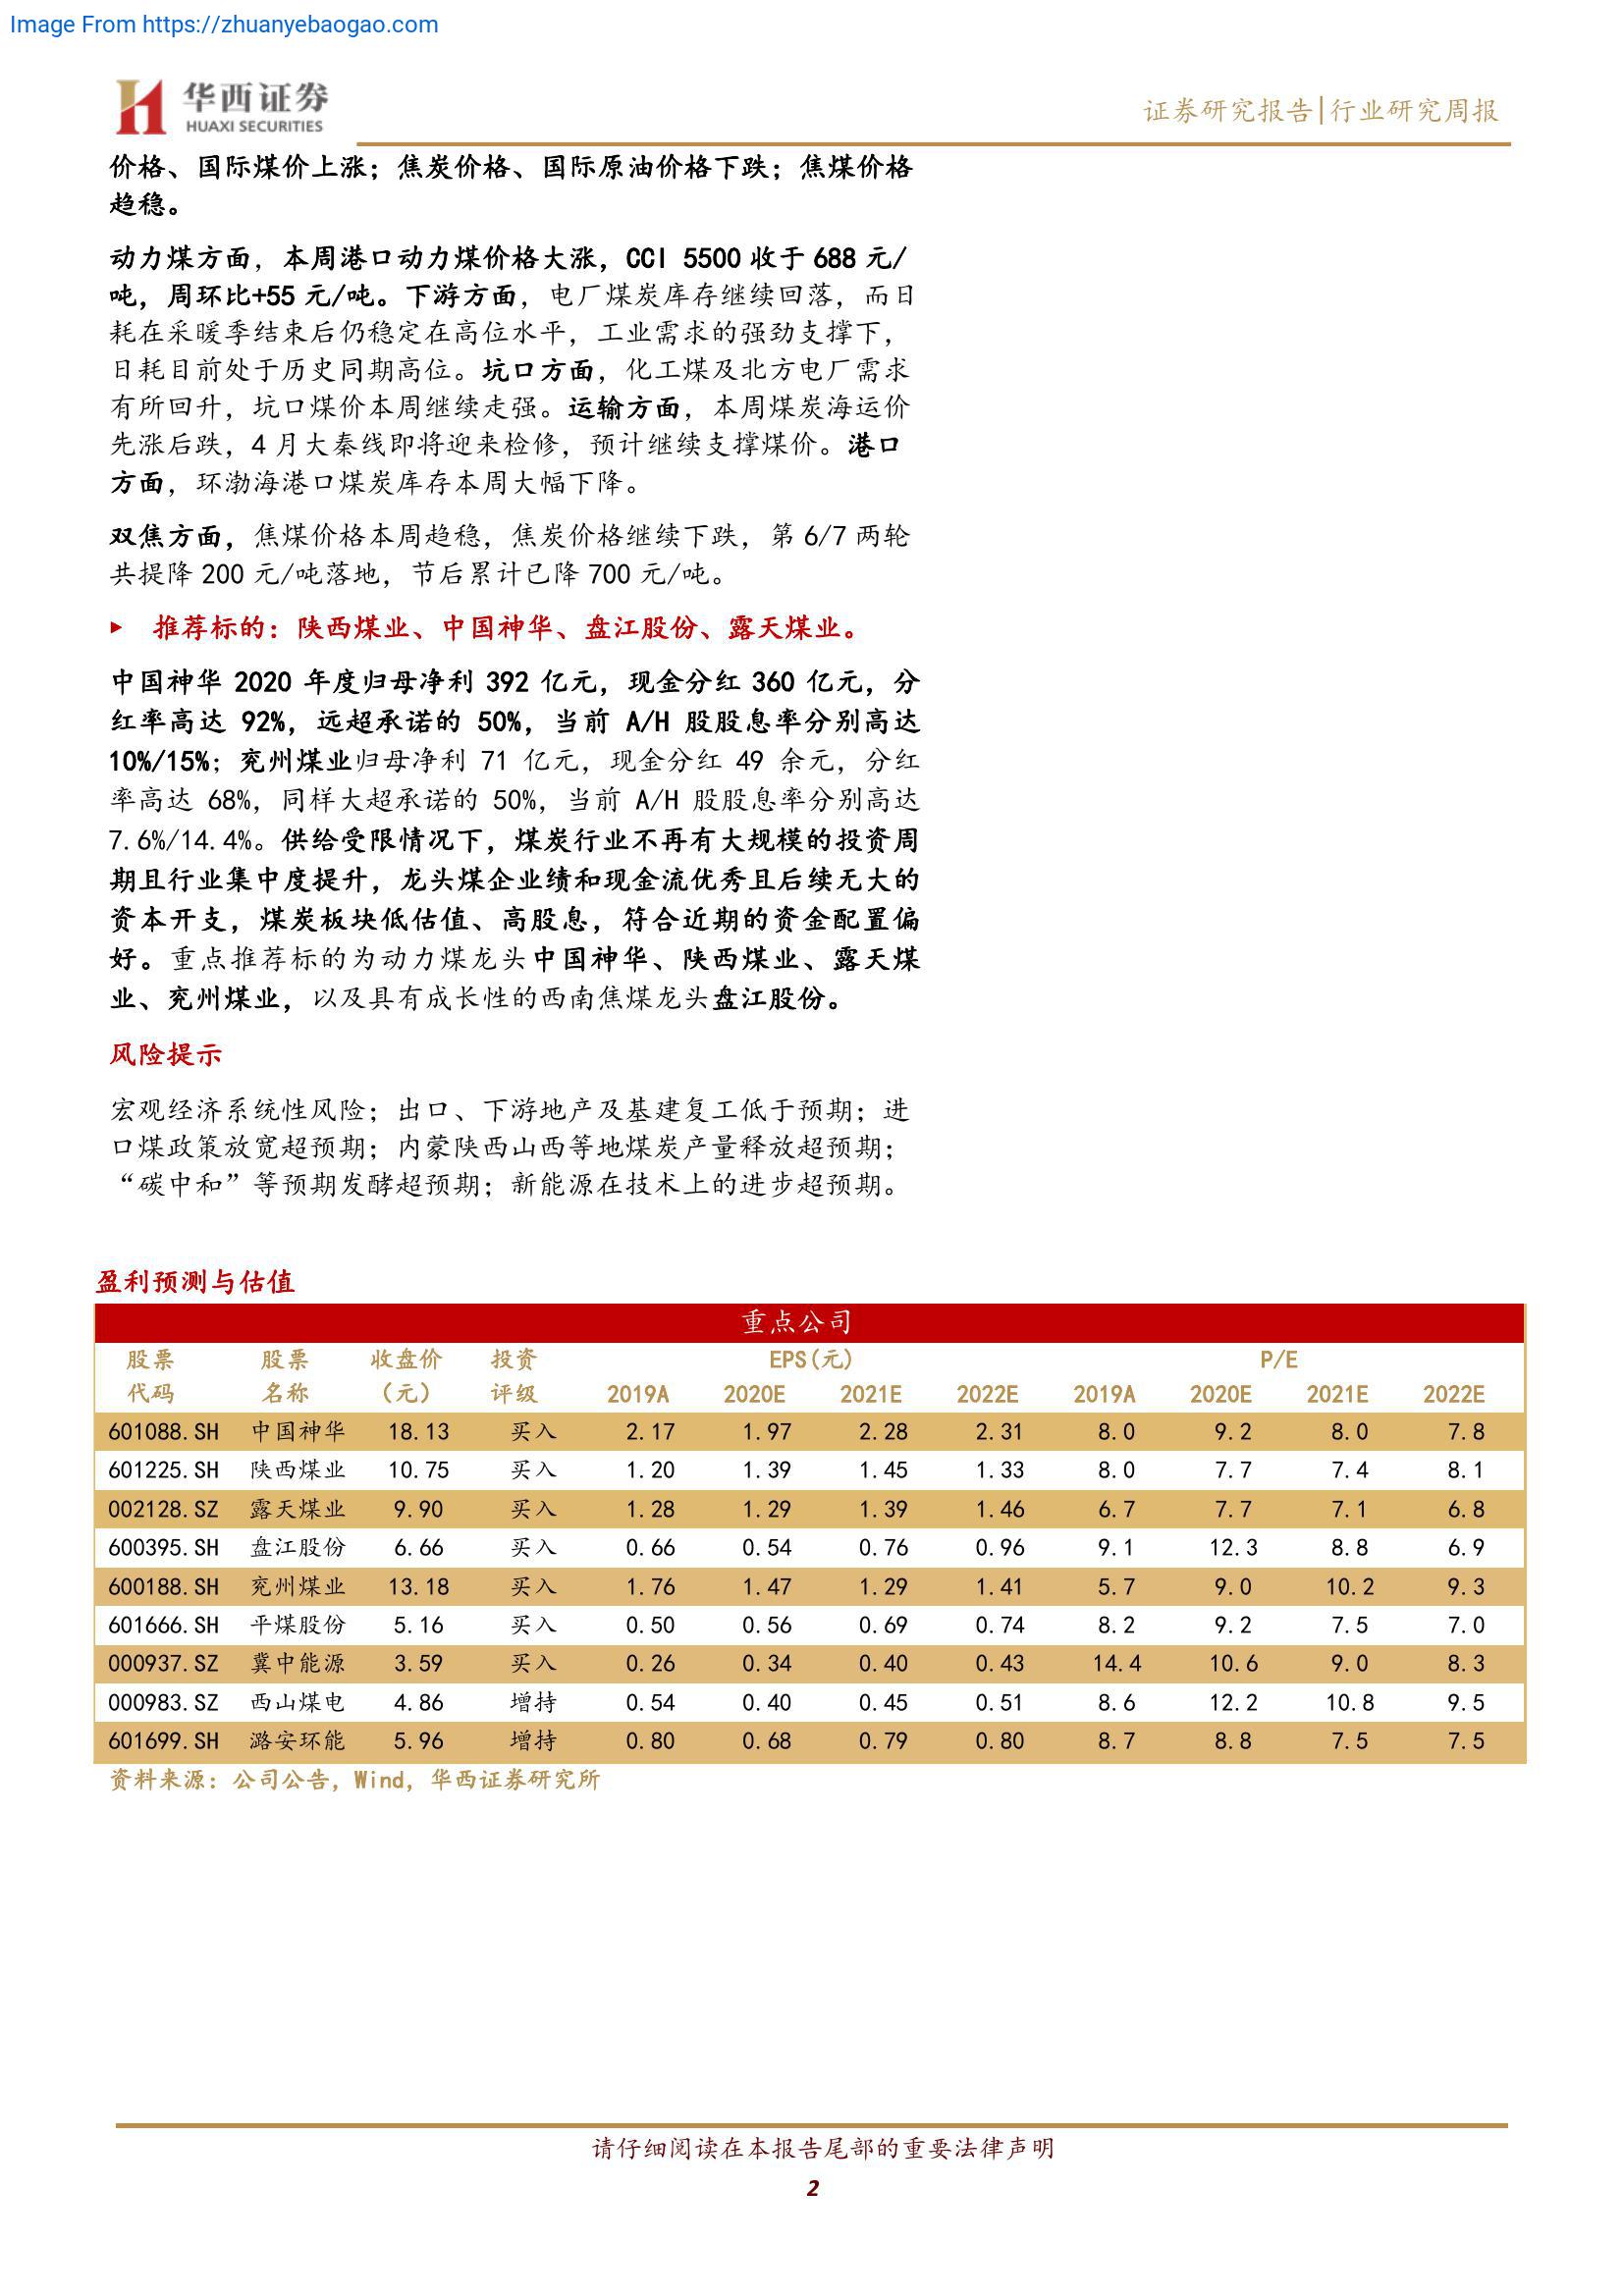 Image From https://zhuanyebaogao.com
华西证券
HUAXI SECURITIES
证券研究报告|行业研究周报
价格、国际煤价上涨；焦炭价格、国际原油价格下跌；焦煤价格
趋稳。
动力煤方面，本周港口动力煤价格大涨，CCI 5500 收于 688 元/
吨，周环比+55 元/吨。下游方面，电厂煤炭库存继续回落，而日
耗在采暖季结束后仍稳定在高位水平，工业需求的强劲支撑下，
日耗目前处于历史同期高位。坑口方面，化工煤及北方电厂需求
有所回升，坑口煤价本周继续走强。运输方面，本周煤炭海运价
先涨后跌，4 月大秦线即将迎来检修，预计继续支撑煤价。港口
方面，环渤海港口煤炭库存本周大幅下降。
双焦方面，焦煤价格本周趋稳，焦炭价格继续下跌，第 6/7 两轮
共提降 200 元/吨落地，节后累计已降 700 元/吨。
▶ 推荐标的：陕西煤业、中国神华、盘江股份、露天煤业。
中国神华 2020 年度归母净利 392 亿元，现金分红 360 亿元，分
红率高达 92%，远超承诺的 50%，当前 A/H 股股息率分别高达
10%/15%；兖州煤业归母净利 71 亿元，现金分红 49 余元，分红
率高达 68%，同样大超承诺的 50%，当前 A/H 股股息率分别高达
7.6%/14.4%。供给受限情况下，煤炭行业不再有大规模的投资周
期且行业集中度提升，龙头煤企业绩和现金流优秀且后续无大的
资本开支，煤炭板块低估值、高股息，符合近期的资金配置偏
好。重点推荐标的为动力煤龙头中国神华、陕西煤业、露天煤
业、兖州煤业，以及具有成长性的西南焦煤龙头盘江股份。
风险提示
宏观经济系统性风险；出口、下游地产及基建复工低于预期；进
口煤政策放宽超预期；内蒙陕西山西等地煤炭产量释放超预期；
“碳中和”等预期发酵超预期；新能源在技术上的进步超预期。
盈利预测与估值
重点公司
股票 股票 收盘价 投资 EPS(元) P/E
代码 名称 （元） 评级 2019A 2020E 2021E 2022E 2019A 2020E 2021E 2022E
601088.SH 中国神华 18.13 买入 2.17 1.97 2.28 2.31 8.0 9.2 8.0 7.8
601225.SH 陕西煤业 10.75 买入 1.20 1.39 1.45 1.33 8.0 7.7 7.4 8.1
002128.SZ 露天煤业 9.90 买入 1.28 1.29 1.39 1.46 6.7 7.7 7.1 6.8
600395.SH 盘江股份 6.66 买入 0.66 0.54 0.76 0.96 9.1 12.3 8.8 6.9
600188.SH 兖州煤业 13.18 买入 1.76 1.47 1.29 1.41 5.7 9.0 10.2 9.3
601666.SH 平煤股份 5.16 买入 0.50 0.56 0.69 0.74 8.2 9.2 7.5 7.0
000937.SZ 冀中能源 3.59 买入 0.26 0.34 0.40 0.43 14.4 10.6 9.0 8.3
000983.SZ 西山煤电 4.86 增持 0.54 0.40 0.45 0.51 8.6 12.2 10.8 9.5
601699.SH 潞安环能 5.96 增持 0.80 0.68 0.79 0.80 8.7 8.8 7.5 7.5
资料来源：公司公告，Wind，华西证券研究所
请仔细阅读在本报告尾部的重要法律声明
2